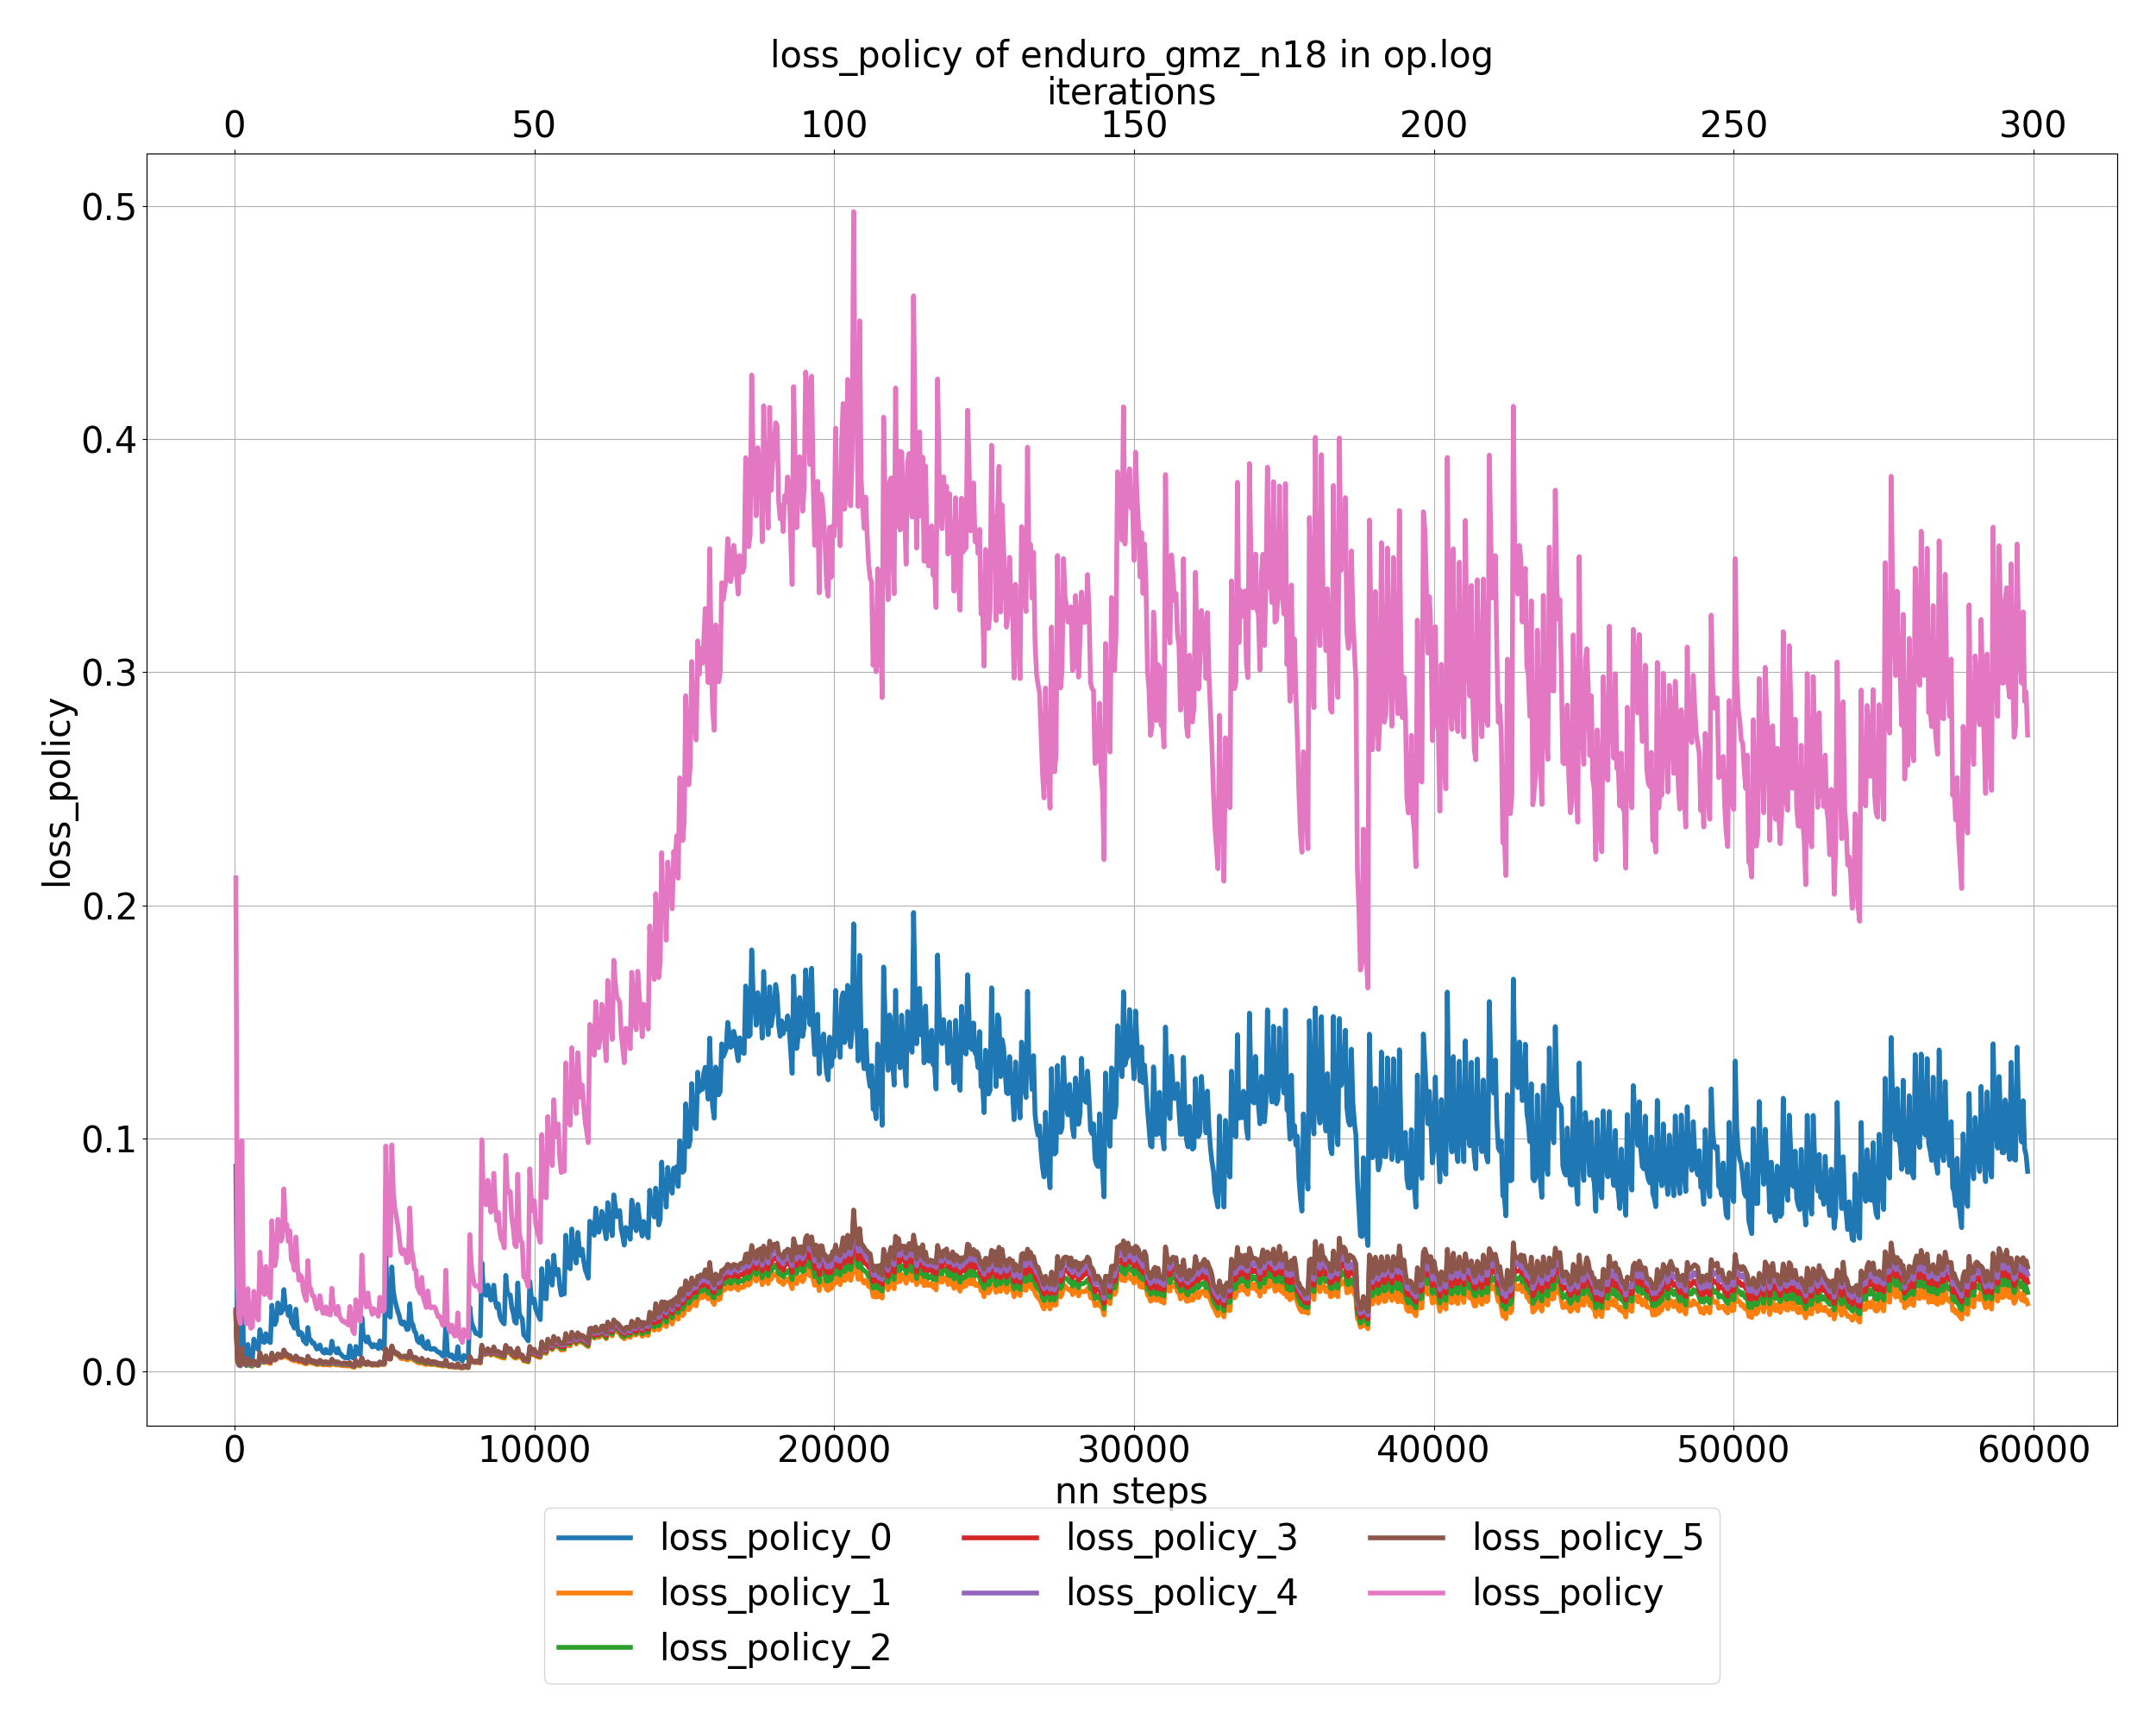 loss_policy of enduro_gmz_n18 in op.log
iterations
0 50 100 150 200 250 300
0.5
0.4
0.3
0.2
0.1
0.0
loss_policy
0 10000 20000 30000 40000 50000 60000
nn steps
loss_policy_0 loss_policy_3 loss_policy_5
loss_policy_1 loss_policy_4 loss_policy
loss_policy_2